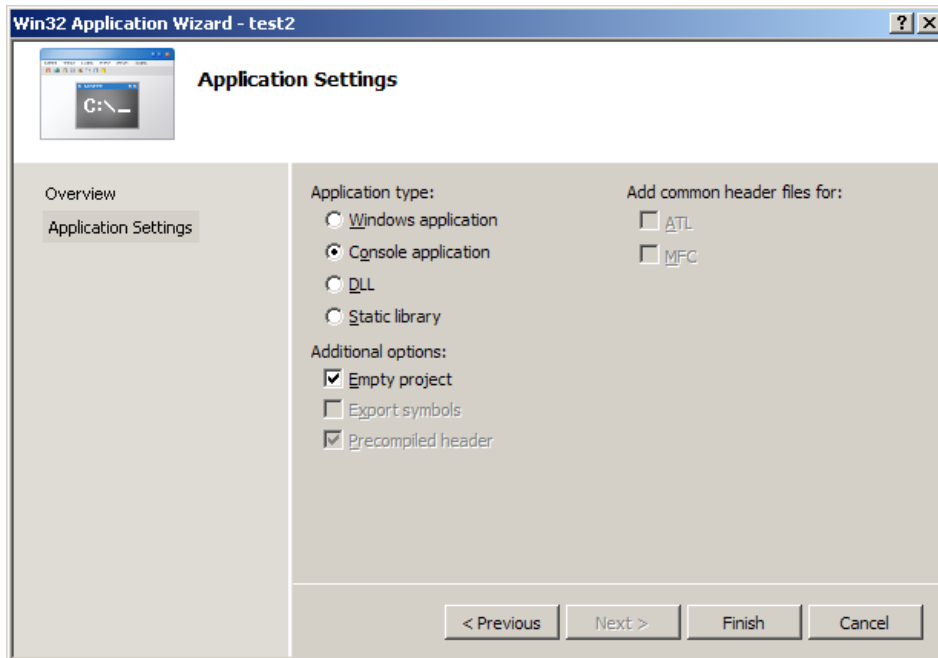 Win32 Application Wizard - test2
C:\_
Application Settings
Overview
Application Settings
Application type:
Windows application
Console application
DLL
Static library
Additional options:
Empty project
Export symbols
Precompiled header
Add common header files for:
ATL
MFC
< Previous
Next >
Finish
Cancel